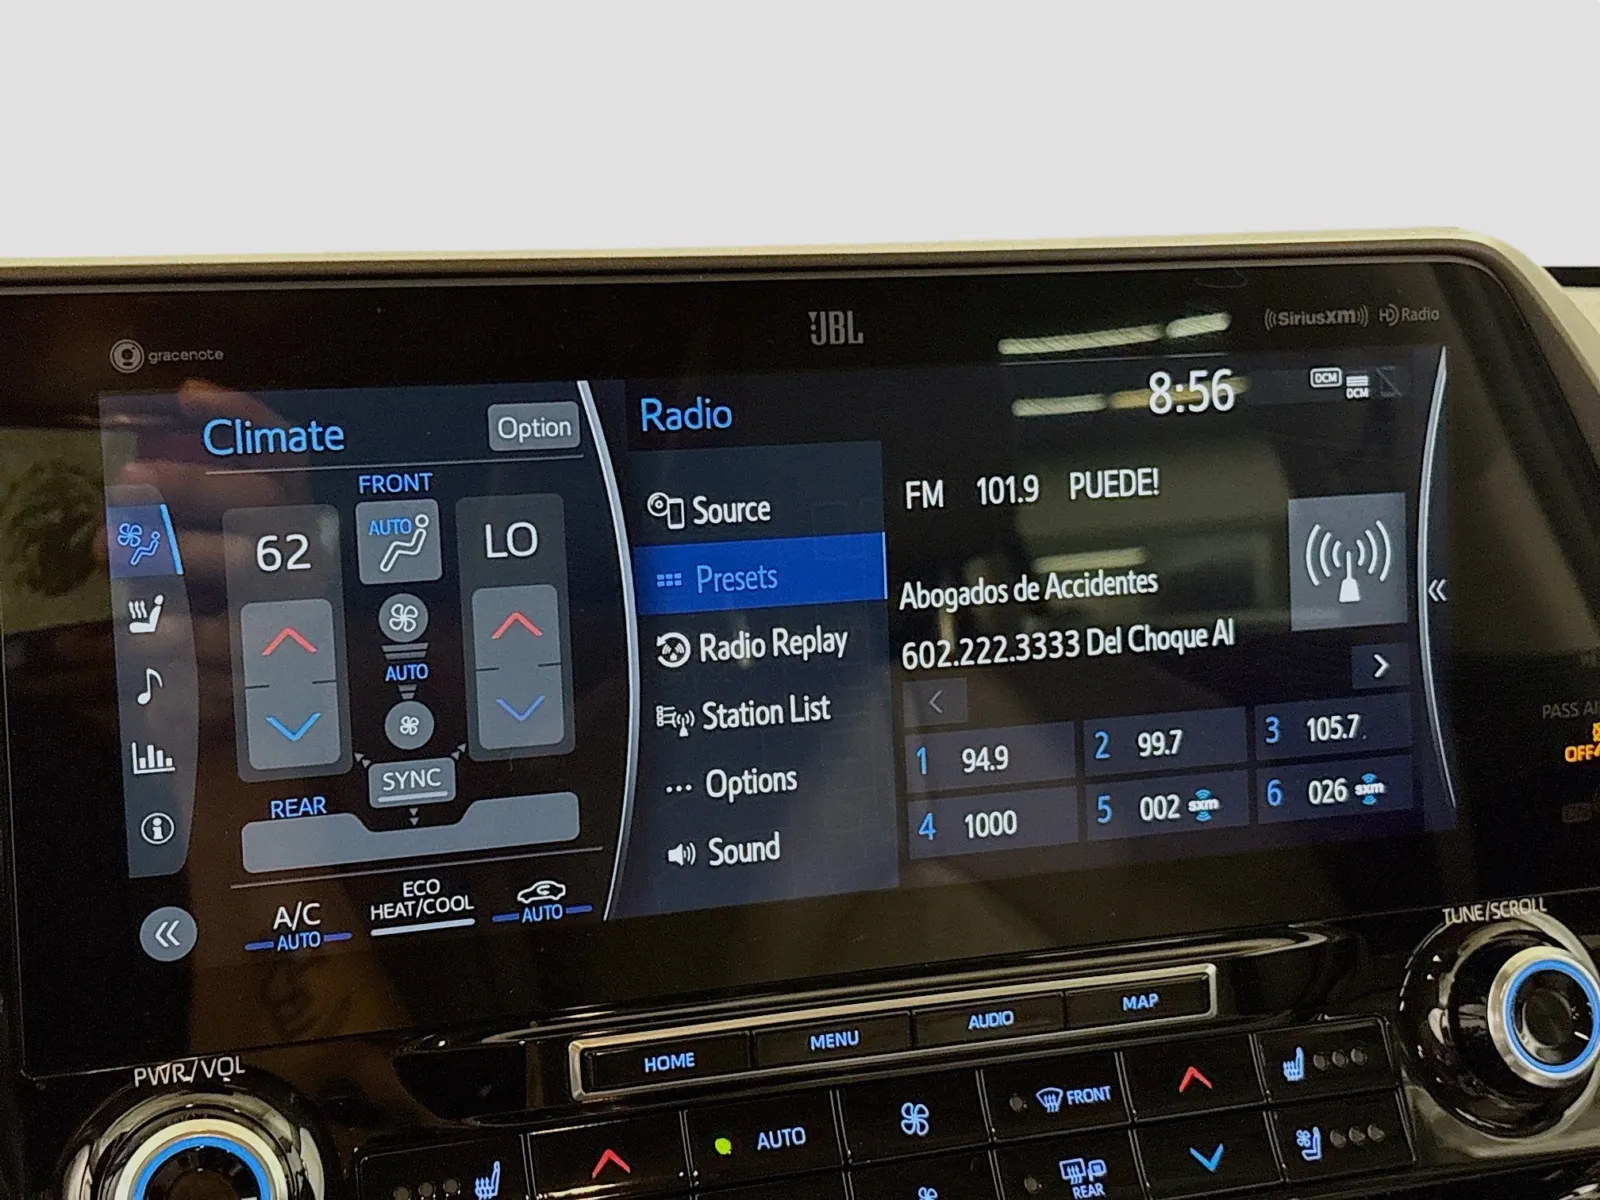 gracenote
JBL
((SiriusXM)) HD Radio
Climate
Option
FRONT
62
AUTO
LO
AUTO
SYNC
REAR
A/C
AUTO
ECO
HEAT/COOL
AUTO
Radio
8:56
DCM
DCM
Source
Presets
Radio Replay
Station List
Options
Sound
FM 101.9 PUEDE!
Abogados de Accidentes
602.222.3333 Del Choque Al
1 94.9
2 99.7
3 105.7
4 1000
5 002 sxm
6 026 sxm
PASS AI
OFF
PWR/VOL
TUNE/SCROLL
HOME
MENU
AUDIO
MAP
AUTO
FRONT
REAR